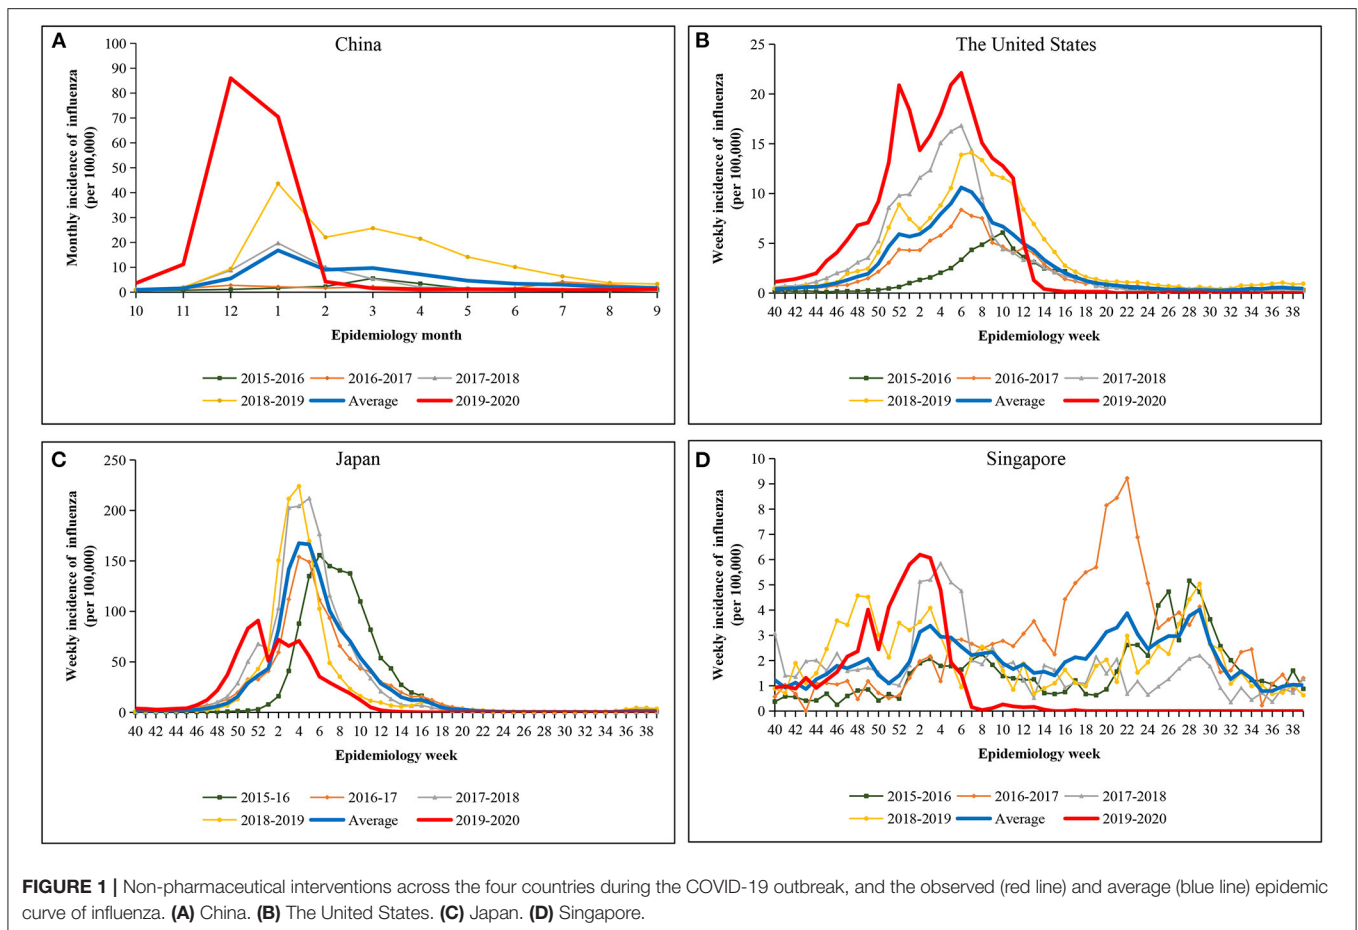 A
China
Monthly incidence of influenza
(per 100,000)
100
90
80
70
60
50
40
30
20
10
0
10 11 12 1 2 3 4 5 6 7 8 9
Epidemiology month
2015-2016 2016-2017 2017-2018
2018-2019 Average 2019-2020
B
The United States
Weekly incidence of influenza
(per 100,000)
25
20
15
10
5
0
40 42 44 46 48 50 52 2 4 6 8 10 12 14 16 18 20 22 24 26 28 30 32 34 36 38
Epidemiology week
2015-2016 2016-2017 2017-2018
2018-2019 Average 2019-2020
C
Japan
Weekly incidence of influenza
(per 100,000)
250
200
150
100
50
0
40 42 44 46 48 50 52 2 4 6 8 10 12 14 16 18 20 22 24 26 28 30 32 34 36 38
Epidemiology week
2015-16 2016-17 2017-2018
2018-2019 Average 2019-2020
D
Singapore
Weekly incidence of influenza
(per 100,000)
10
9
8
7
6
5
4
3
2
1
0
40 42 44 46 48 50 52 2 4 6 8 10 12 14 16 18 20 22 24 26 28 30 32 34 36 38
Epidemiology week
2015-2016 2016-2017 2017-2018
2018-2019 Average 2019-2020
FIGURE 1 | Non-pharmaceutical interventions across the four countries during the COVID-19 outbreak, and the observed (red line) and average (blue line) epidemic
curve of influenza. (A) China. (B) The United States. (C) Japan. (D) Singapore.